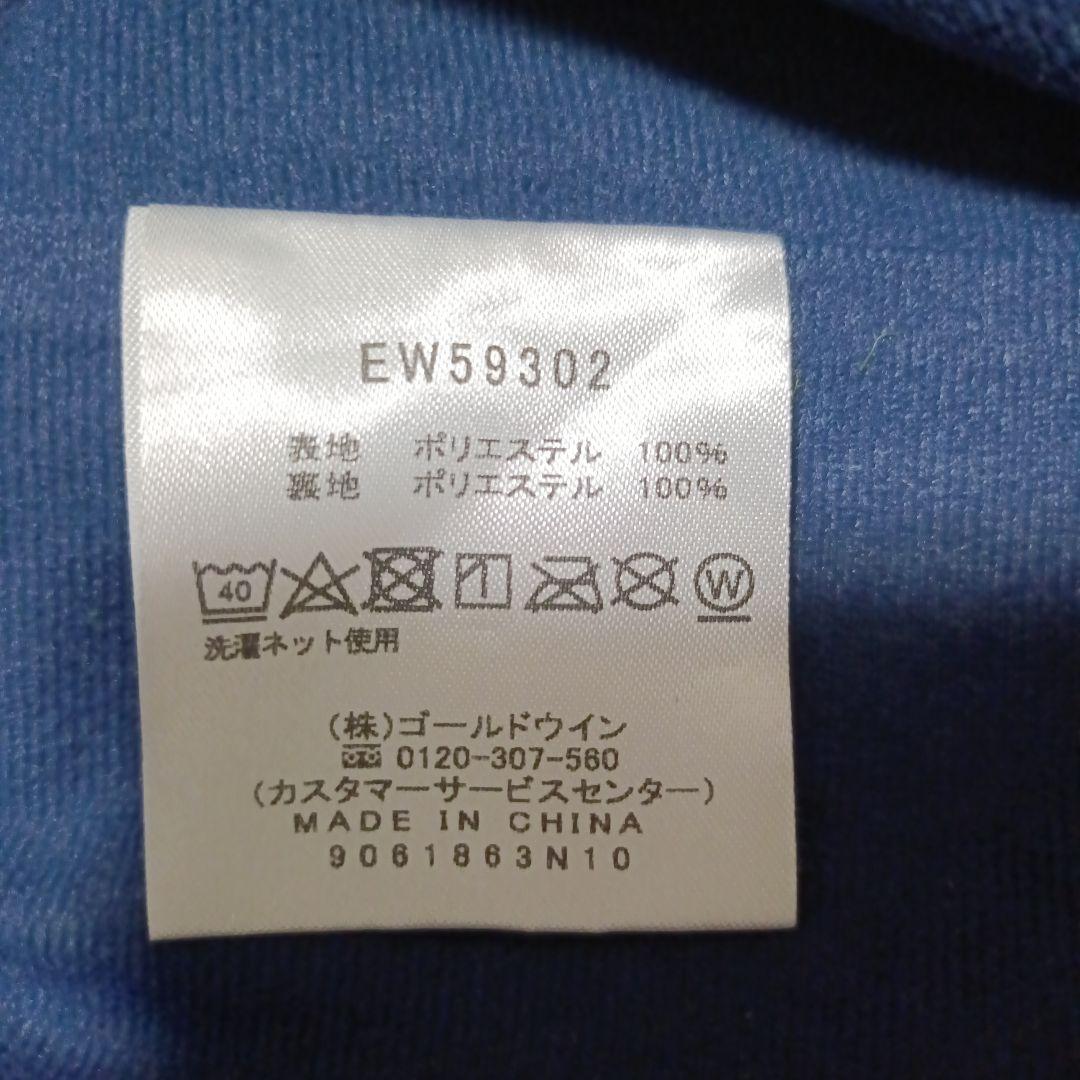 EW59302
表地 ポリエステル 100%
裏地 ポリエステル 100%
40 W
洗濯ネット使用
(株)ゴールドウイン
0120-307-560
(カスタマーサービスセンター)
MADE IN CHINA
9061863N10